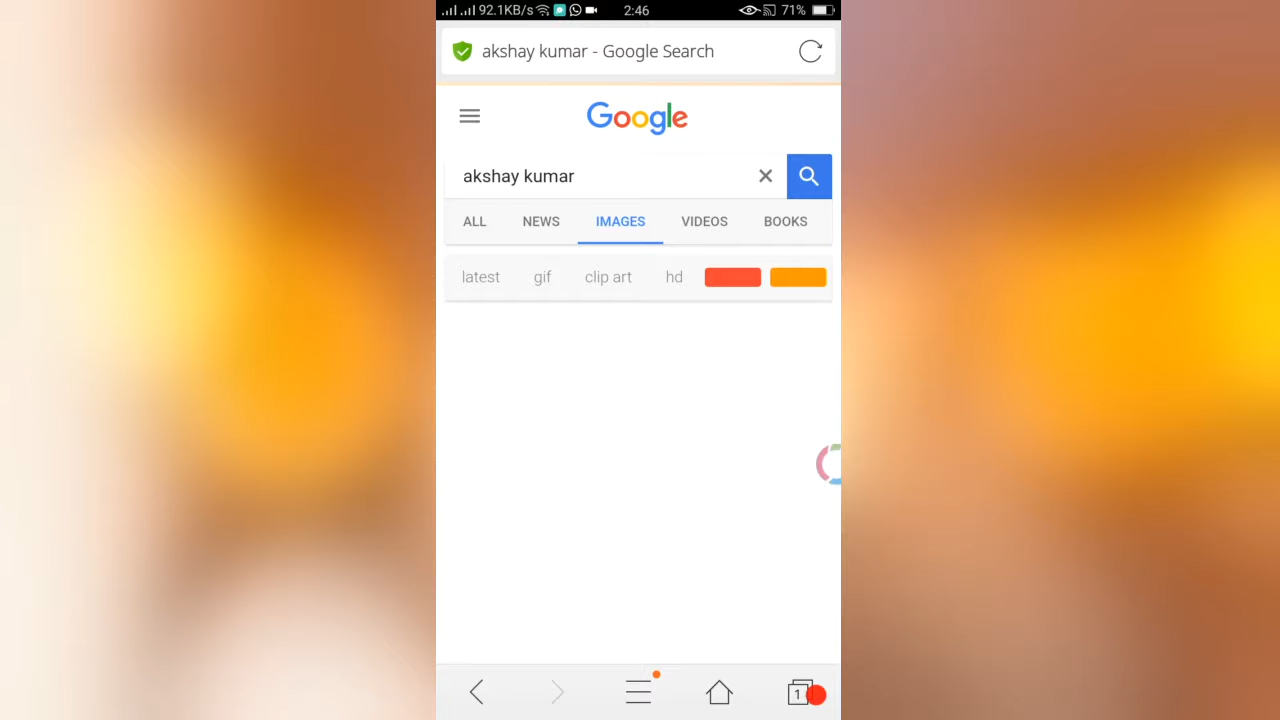 92.1KB/s 2:46 71%
akshay kumar - Google Search
Google
akshay kumar
ALL NEWS IMAGES VIDEOS BOOKS
latest gif clip art hd
1